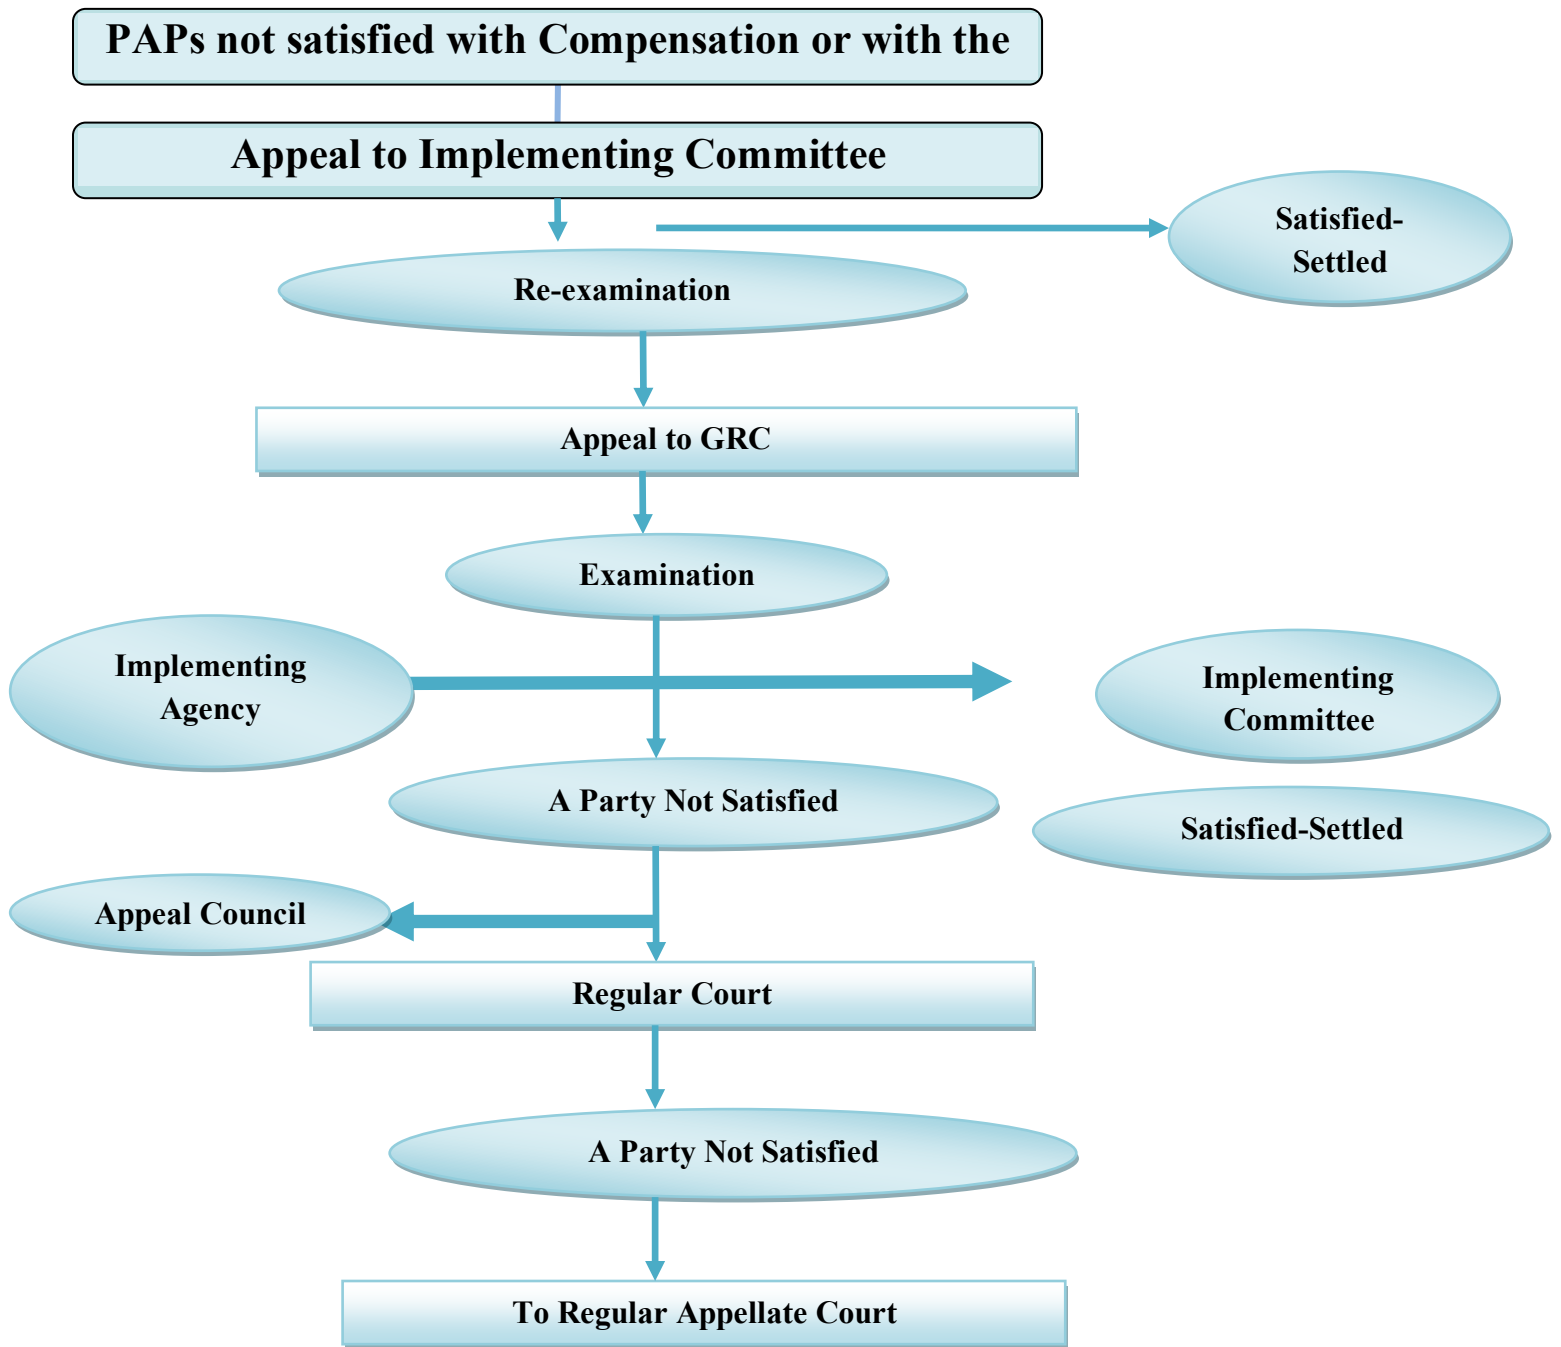 PAPs not satisfied with Compensation or with the
Appeal to Implementing Committee
Satisfied-
Settled
Re-examination
Appeal to GRC
Examination
Implementing
Agency
Implementing
Committee
A Party Not Satisfied
Satisfied-Settled
Appeal Council
Regular Court
A Party Not Satisfied
To Regular Appellate Court